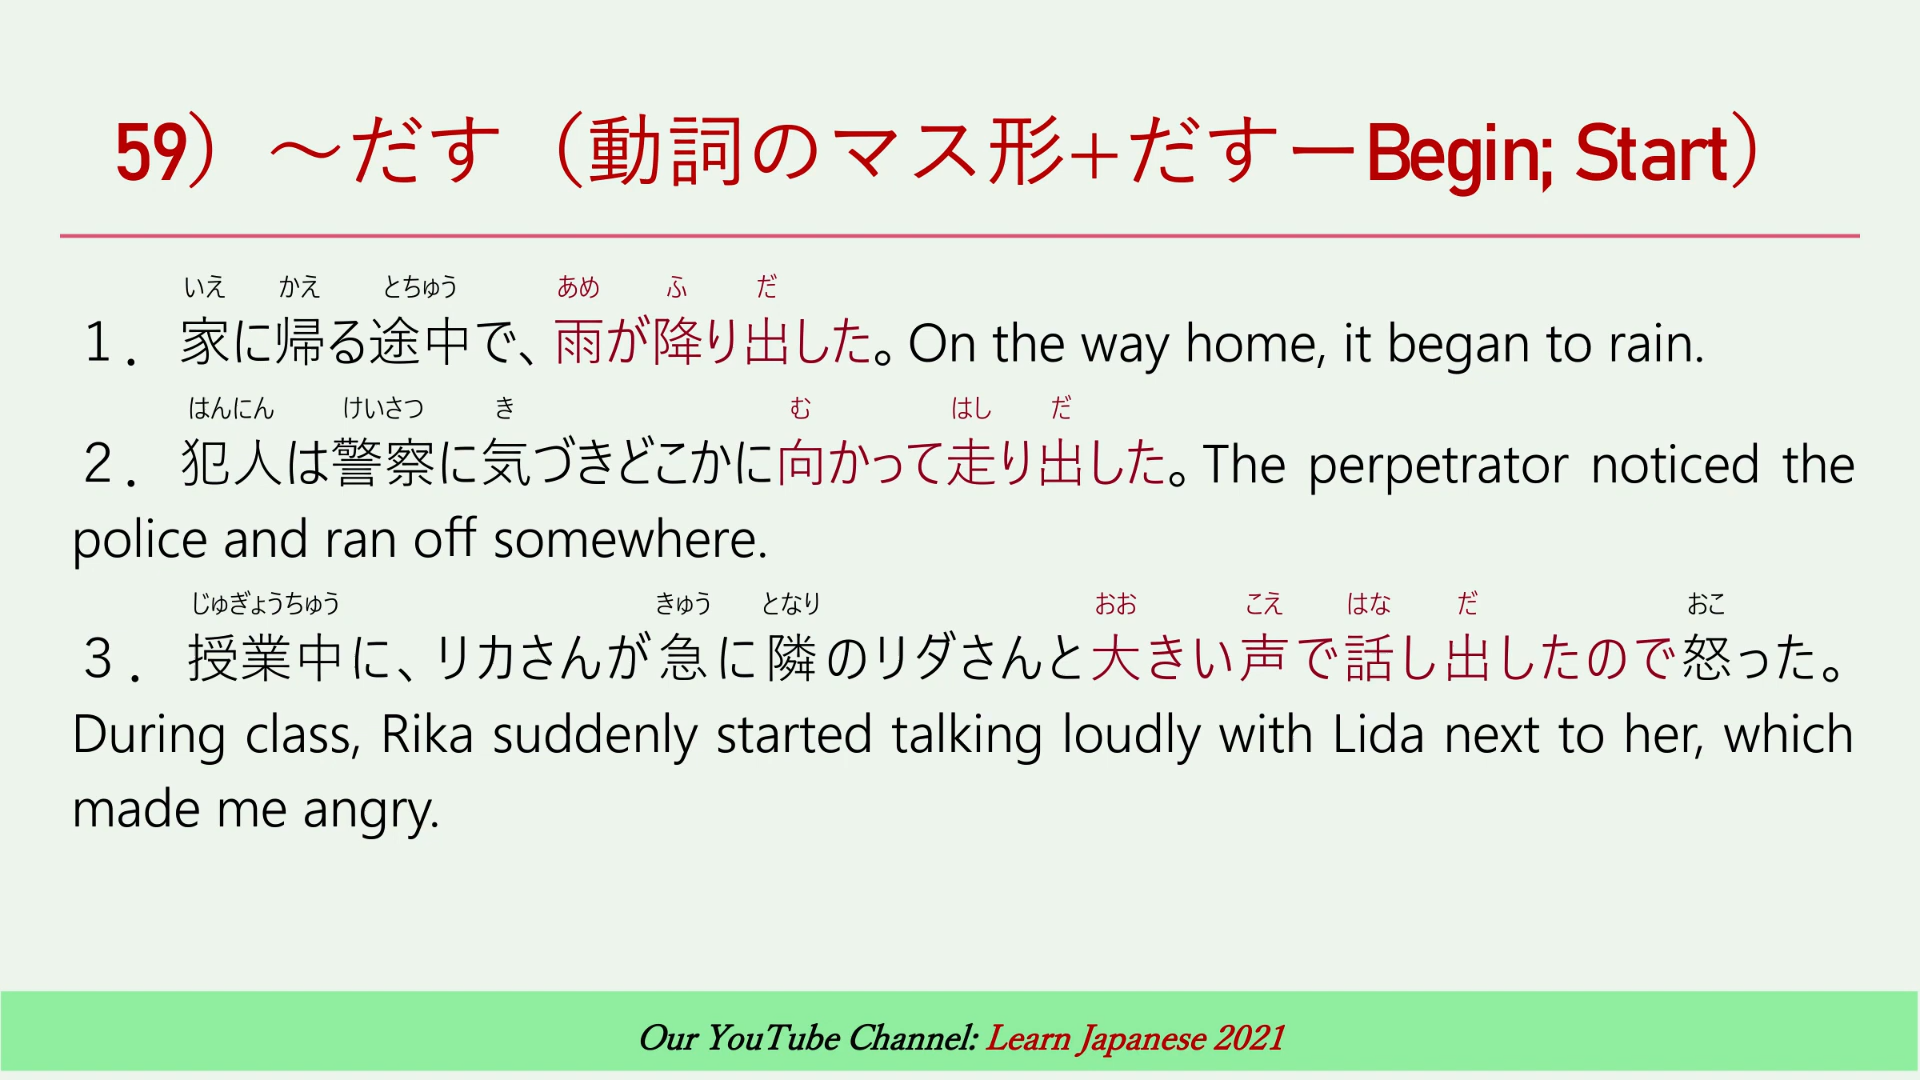 59）～だす（動詞のマス形+だすーBegin; Start）
いえ かえ とちゅう あめ ふ だ
１．家に帰る途中で、雨が降り出した。On the way home, it began to rain.
はんにん けいさつ き む はし だ
２．犯人は警察に気づきどこかに向かって走り出した。The perpetrator noticed the
police and ran off somewhere.
じゅぎょうちゅう きゅう となり おお こえ はな だ おこ
３．授業中に、リカさんが急に隣のリダさんと大きい声で話し出したので怒った。
During class, Rika suddenly started talking loudly with Lida next to her, which
made me angry.
Our YouTube Channel: Learn Japanese 2021